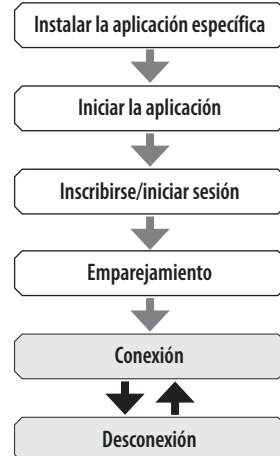 Instalar la aplicación específica
Iniciar la aplicación
Inscribirse/iniciar sesión
Emparejamiento
Conexión
Desconexión